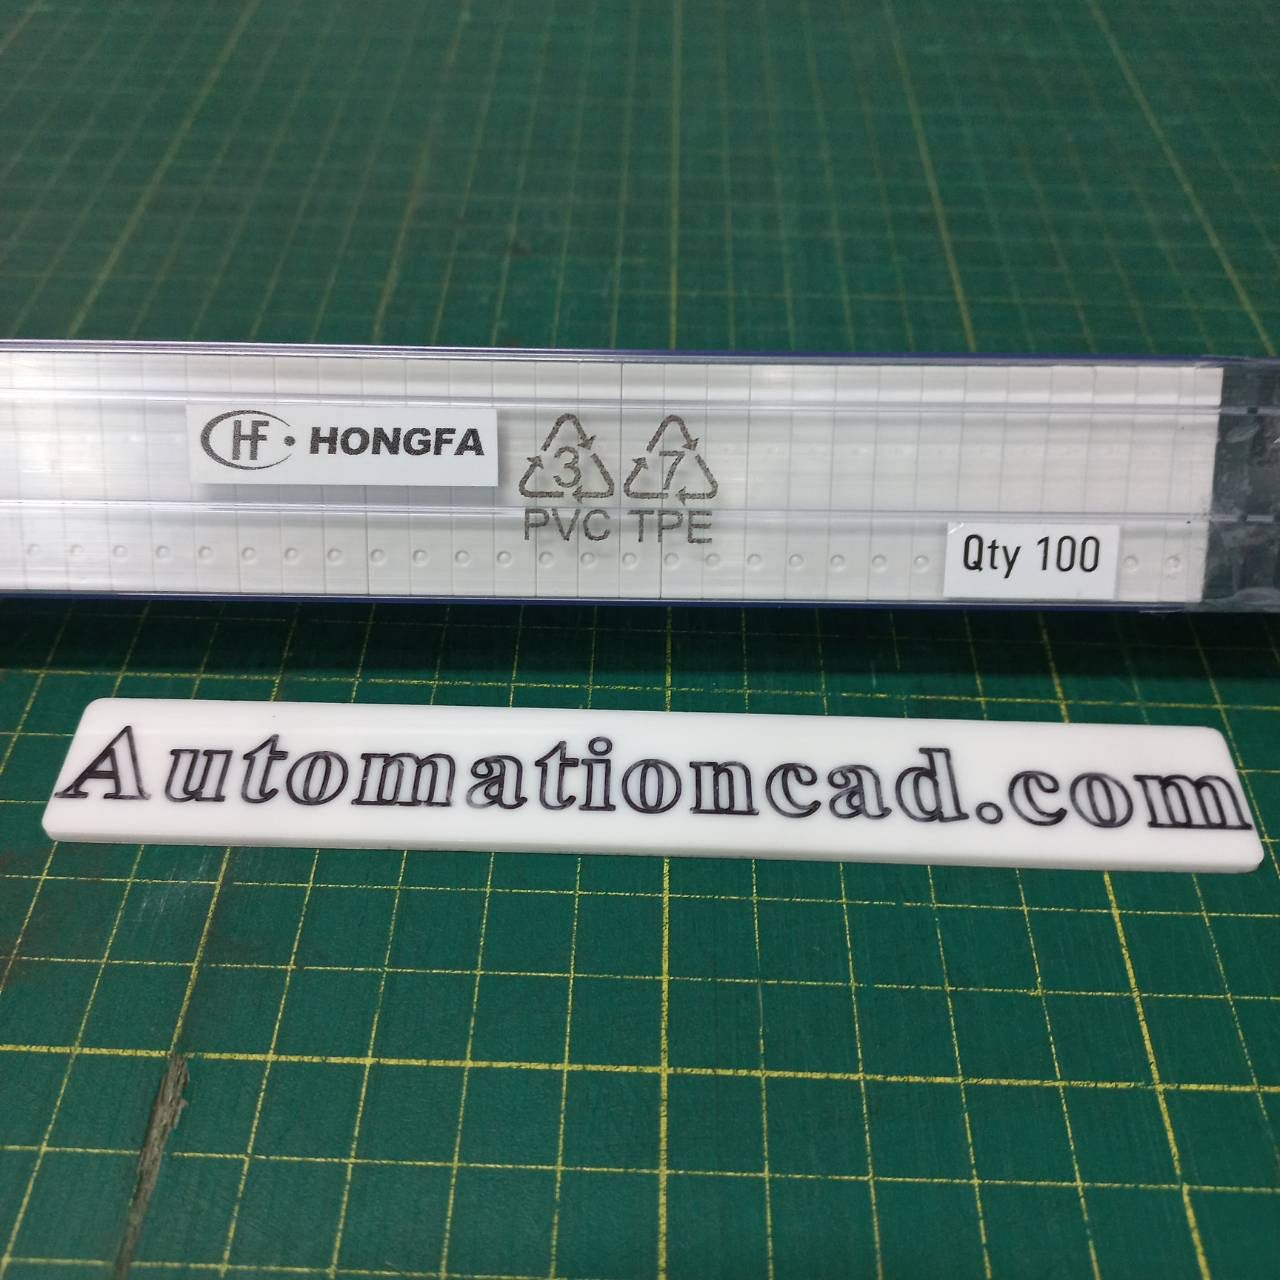 HF · HONGFA
3 7
PVC TPE
Qty 100
Automationcad.com